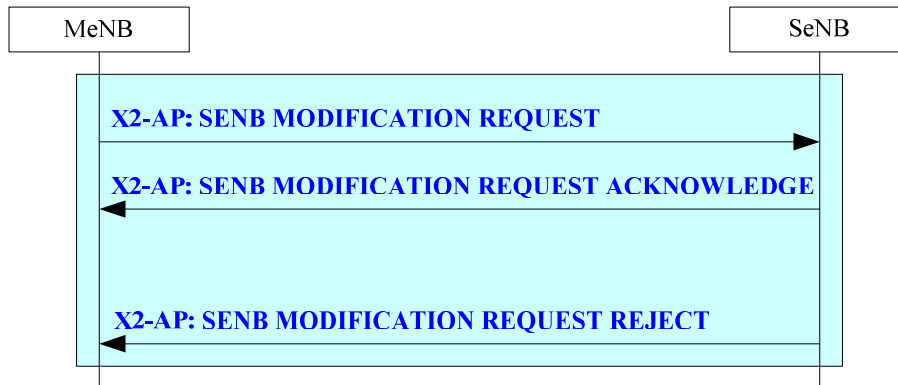 MeNB
SeNB
X2-AP: SENB MODIFICATION REQUEST
X2-AP: SENB MODIFICATION REQUEST ACKNOWLEDGE
X2-AP: SENB MODIFICATION REQUEST REJECT